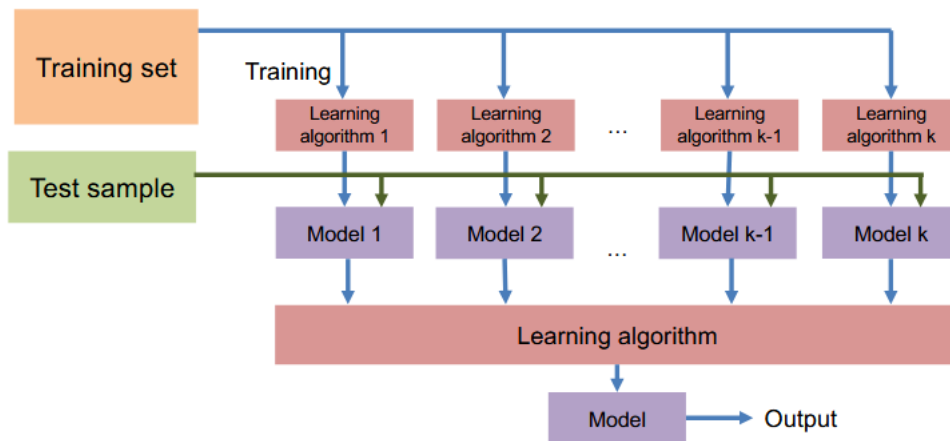 Training set
Training
Learning
algorithm 1
Learning
algorithm 2
...
Learning
algorithm k-1
Learning
algorithm k
Test sample
Model 1
Model 2
...
Model k-1
Model k
Learning algorithm
Model
Output